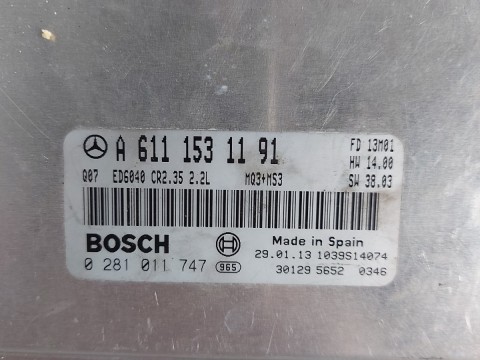 A 611 153 11 91
FD 13M01
HW 14.00
Q07 ED6040 CR2.35 2.2L MQ3+MS3 SW 38.03
BOSCH
Made in Spain
29.01.13 1039S14074
0 281 011 747 965 30129 5652 0346